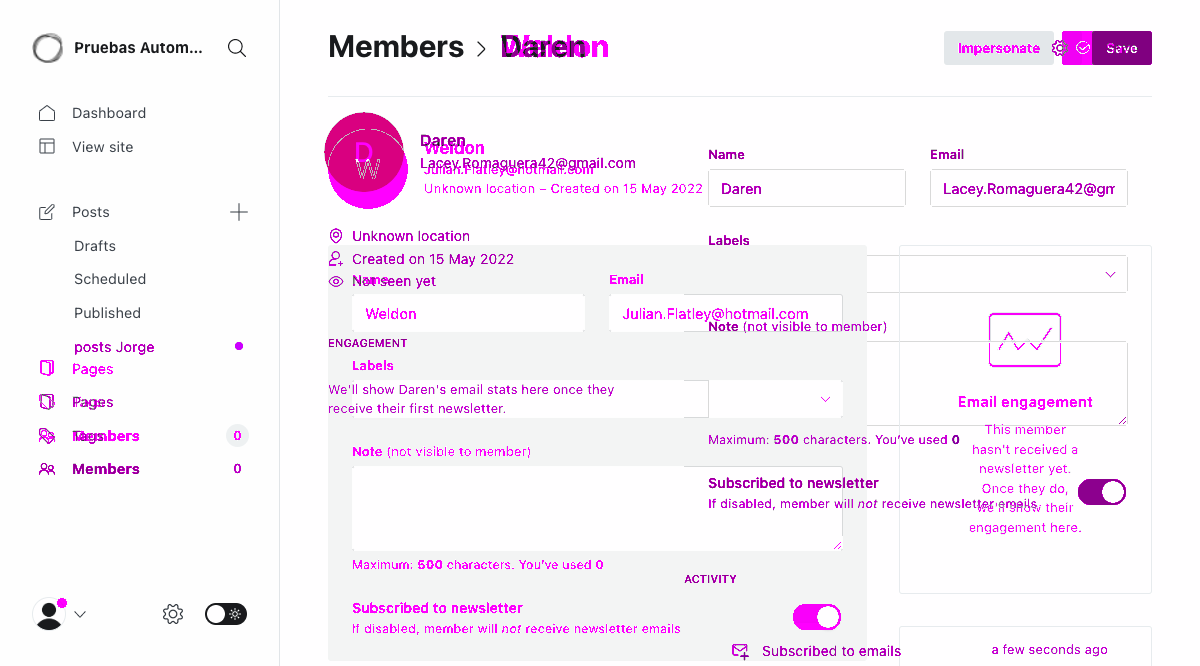 Pruebas Autom...
Members > Daren
Weldon
Impersonate
Save
Dashboard
View site
Posts
Drafts
Scheduled
Published
posts Jorge
Pages
Pages
Tags
Members 0
Members 0
D
W
Daren
Weldon
Lacey.Romaguera42@gmail.com
Julian.Flatley@hotmail.com
Unknown location – Created on 15 May 2022
Unknown location
Created on 15 May 2022
Not seen yet
Name
Daren
Email
Lacey.Romaguera42@gm
Labels
Note (not visible to member)
Maximum: 500 characters. You've used 0
Subscribed to newsletter
If disabled, member will not receive newsletter emails
Name
Weldon
Email
Julian.Flatley@hotmail.com
ENGAGEMENT
Labels
We'll show Daren's email stats here once they
receive their first newsletter.
Note (not visible to member)
Maximum: 500 characters. You've used 0
Subscribed to newsletter
If disabled, member will not receive newsletter emails
Email engagement
This member
hasn't received a
newsletter yet.
Once they do,
we'll show their
engagement here.
ACTIVITY
Subscribed to emails
a few seconds ago